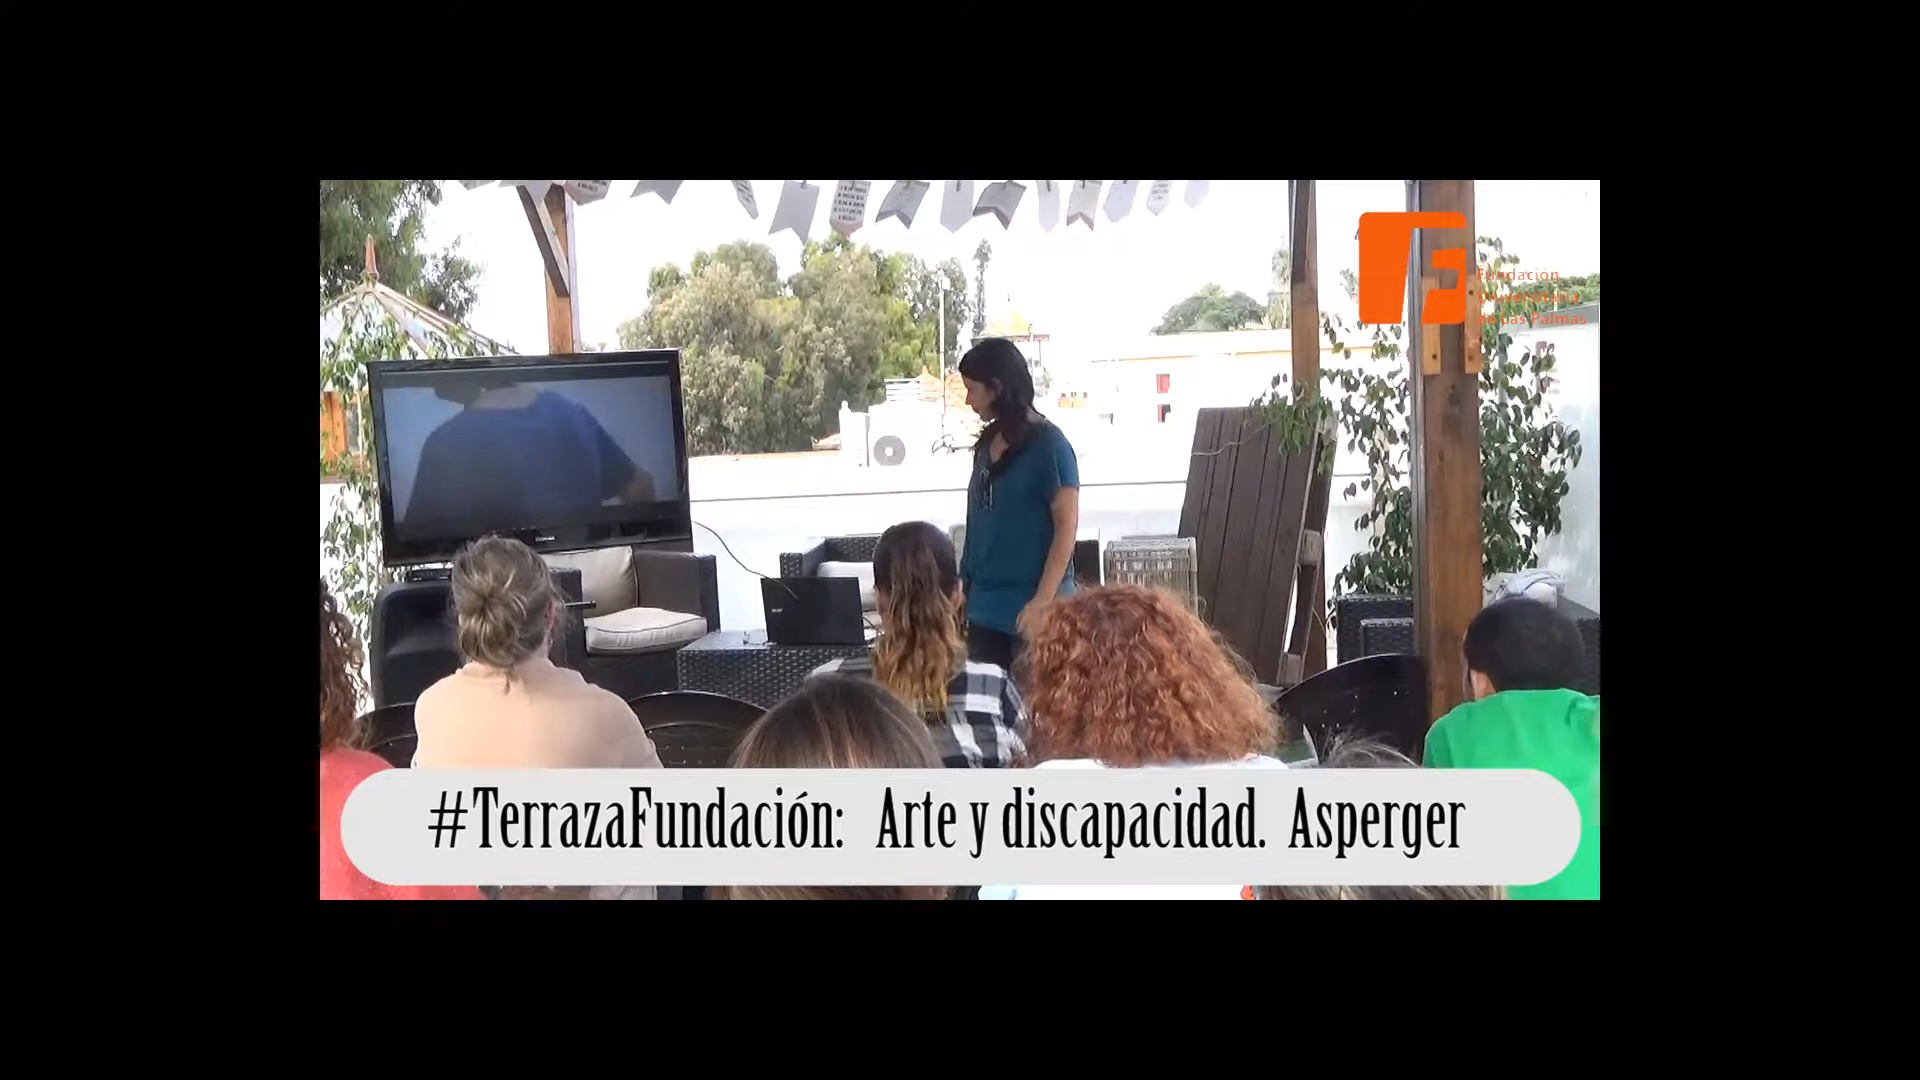 Fundación
Universitaria
de Las Palmas
#TerrazaFundación: Arte y discapacidad. Asperger